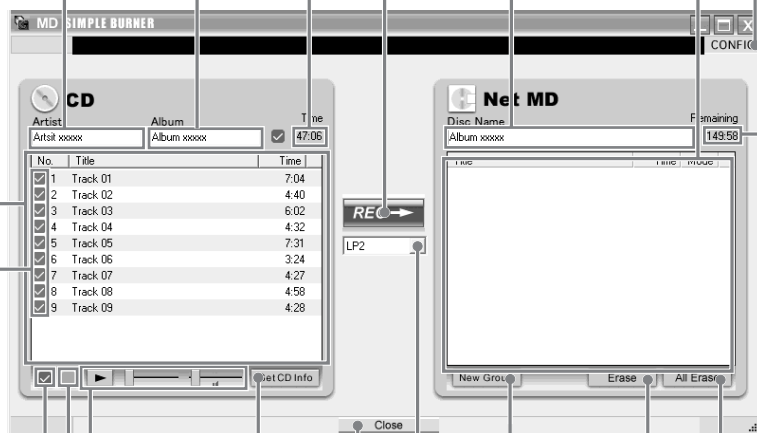 MD SIMPLE BURNER
CONFIG
CD
Artist Album Time
Artsit xxxxx Album xxxxx 47:06
No. Title Time
1 Track 01 7:04
2 Track 02 4:40
3 Track 03 6:02
4 Track 04 4:32
5 Track 05 7:31
6 Track 06 3:24
7 Track 07 4:27
8 Track 08 4:58
9 Track 09 4:28
Get CD Info
REC
LP2
Net MD
Disc Name Remaining
Album xxxxx 149:58
Title Time Mode
New Group Erase All Erase
Close